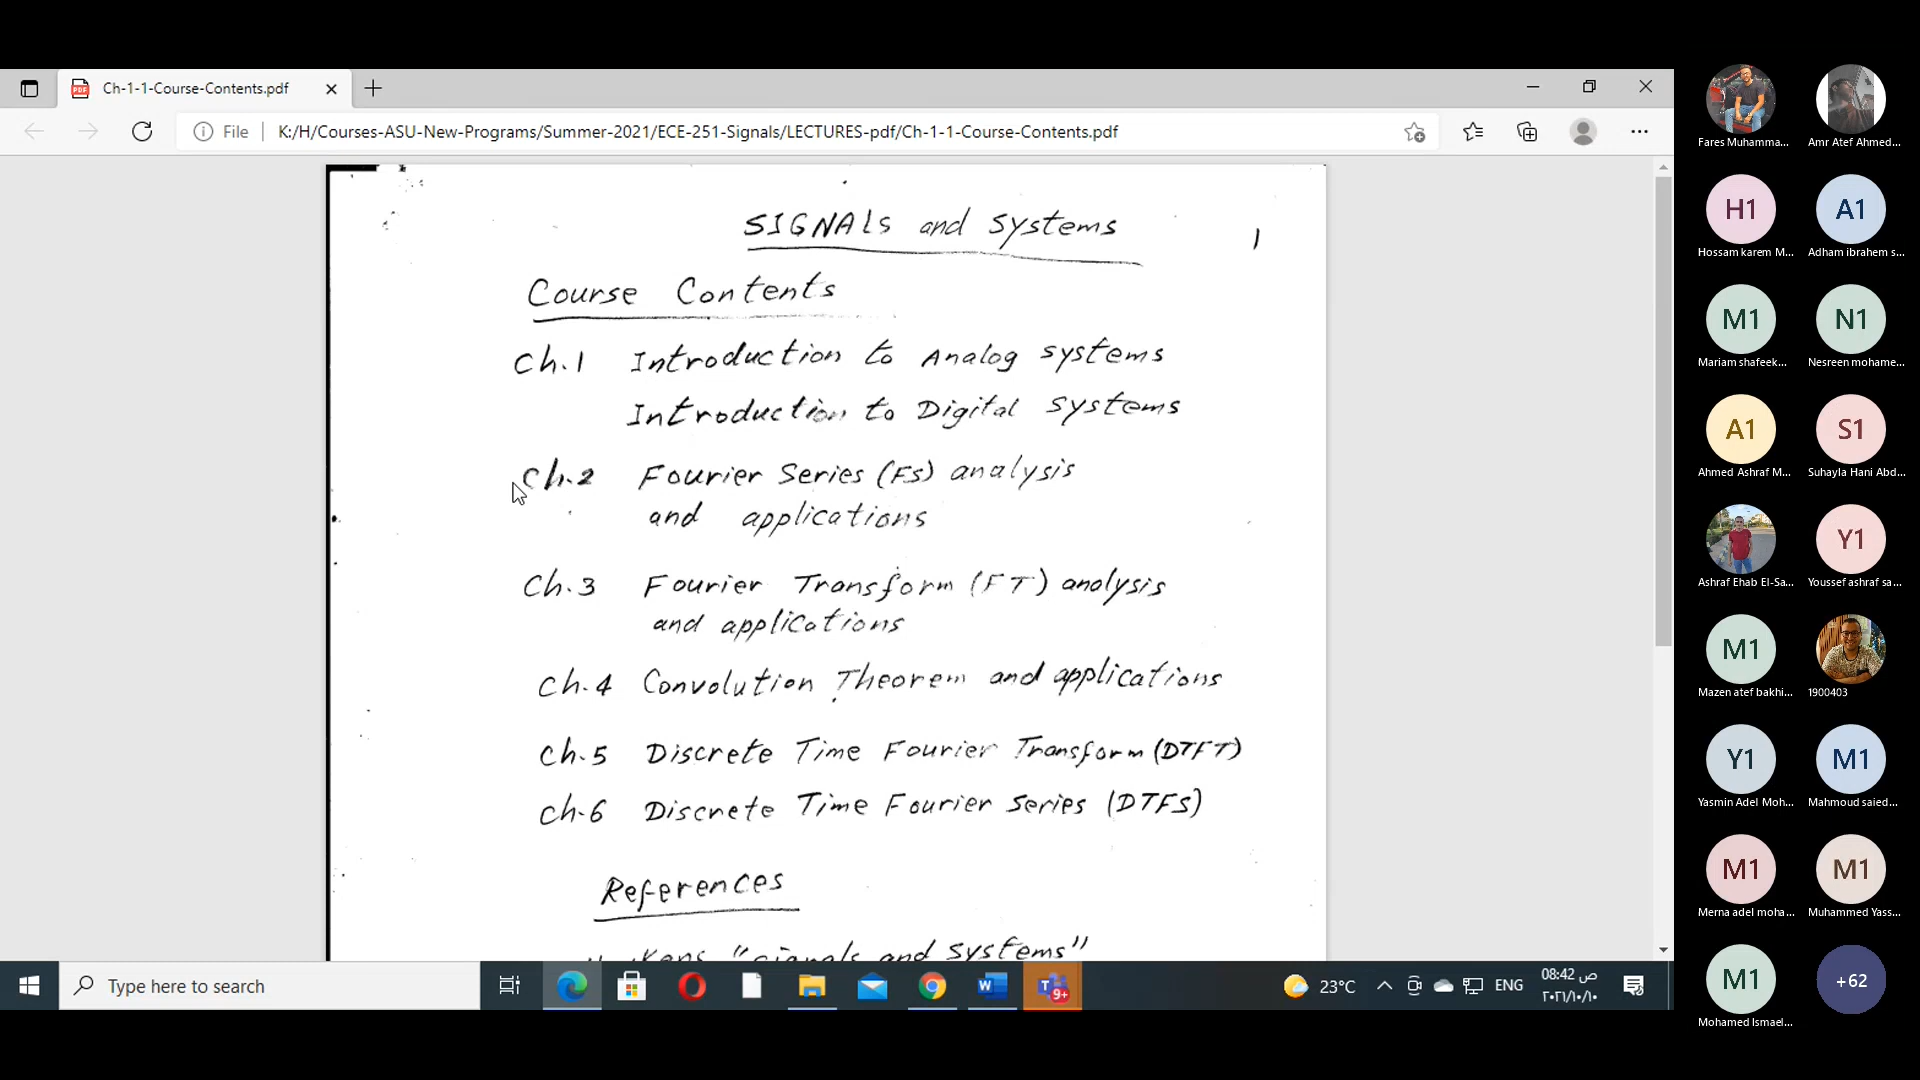 Ch-1-1-Course-Contents.pdf
File
K:/H/Courses-ASU-New-Programs/Summer-2021/ECE-251-Signals/LECTURES-pdf/Ch-1-1-Course-Contents.pdf
SIGNALS and Systems
1
Course Contents
Ch.1 Introduction to Analog systems
Introduction to Digital systems
Ch.2 Fourier Series (FS) analysis
and applications
Ch.3 Fourier Transform (FT) analysis
and applications
Ch.4 Convolution Theorem and applications
Ch.5 Discrete Time Fourier Transform (DTFT)
Ch.6 Discrete Time Fourier Series (DTFS)
References
"signals and systems"
Type here to search
9+
23°C
ENG
08:42 ص
٢٠٢١/١٠/١٠
Fares Muhamma...
Amr Atef Ahmed...
H1
A1
Hossam karem M...
Adham ibrahem s...
M1
N1
Mariam shafeek...
Nesreen mohame...
A1
S1
Ahmed Ashraf M...
Suhayla Hani Abd...
Y1
Ashraf Ehab El-Sa...
Youssef ashraf sa...
M1
Mazen atef bakhi...
1900403
Y1
M1
Yasmin Adel Moh...
Mahmoud saied...
M1
M1
Merna adel moha...
Muhammed Yass...
M1
+62
Mohamed Ismael...